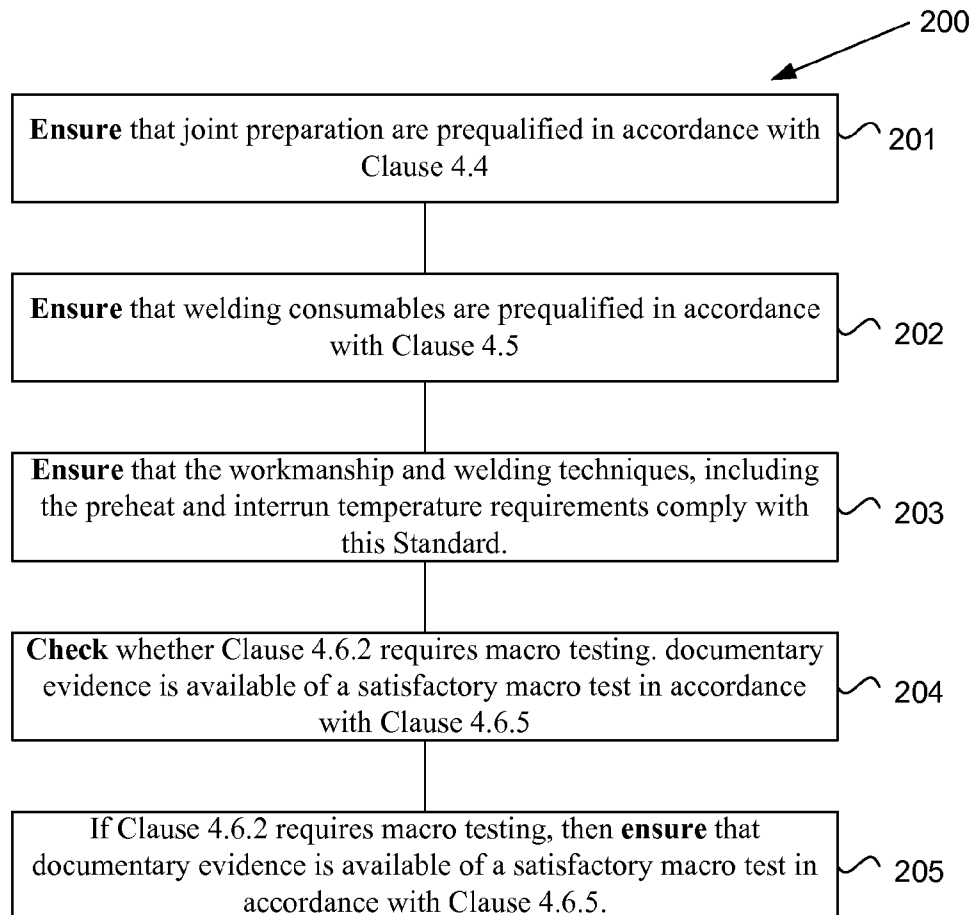 200
Ensure that joint preparation are prequalified in accordance with
Clause 4.4
201
Ensure that welding consumables are prequalified in accordance
with Clause 4.5
202
Ensure that the workmanship and welding techniques, including
the preheat and interrun temperature requirements comply with
this Standard.
203
Check whether Clause 4.6.2 requires macro testing. documentary
evidence is available of a satisfactory macro test in accordance
with Clause 4.6.5
204
If Clause 4.6.2 requires macro testing, then ensure that
documentary evidence is available of a satisfactory macro test in
accordance with Clause 4.6.5.
205